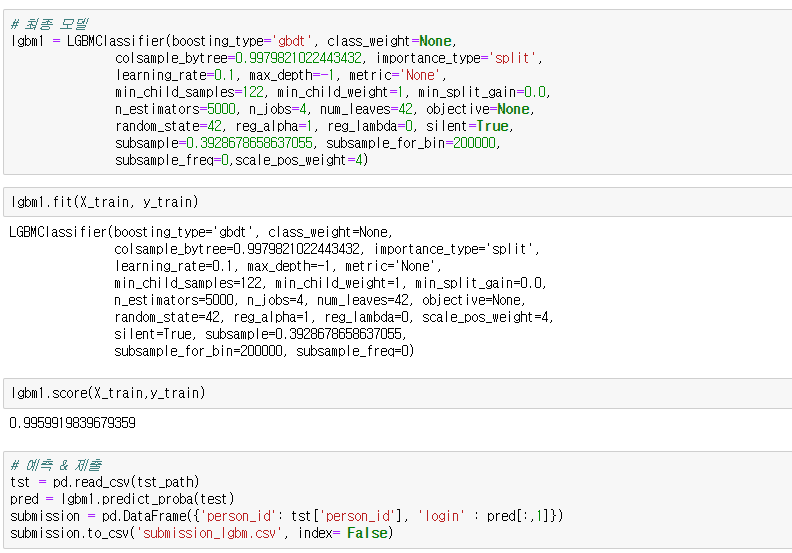 # 최종 모델
lgbm1 = LGBMClassifier(boosting_type='gbdt', class_weight=None,
colsample_bytree=0.9979821022443432, importance_type='split',
learning_rate=0.1, max_depth=-1, metric='None',
min_child_samples=122, min_child_weight=1, min_split_gain=0.0,
n_estimators=5000, n_jobs=4, num_leaves=42, objective=None,
random_state=42, reg_alpha=1, reg_lambda=0, silent=True,
subsample=0.3928678658637055, subsample_for_bin=200000,
subsample_freq=0,scale_pos_weight=4)
lgbm1.fit(X_train, y_train)
LGBMClassifier(boosting_type='gbdt', class_weight=None,
colsample_bytree=0.9979821022443432, importance_type='split',
learning_rate=0.1, max_depth=-1, metric='None',
min_child_samples=122, min_child_weight=1, min_split_gain=0.0,
n_estimators=5000, n_jobs=4, num_leaves=42, objective=None,
random_state=42, reg_alpha=1, reg_lambda=0, scale_pos_weight=4,
silent=True, subsample=0.3928678658637055,
subsample_for_bin=200000, subsample_freq=0)
lgbm1.score(X_train,y_train)
0.9959919839679359
# 예측 & 제출
tst = pd.read_csv(tst_path)
pred = lgbm1.predict_proba(test)
submission = pd.DataFrame({'person_id': tst['person_id'], 'login' : pred[:,1]})
submission.to_csv('submission_lgbm.csv', index= False)